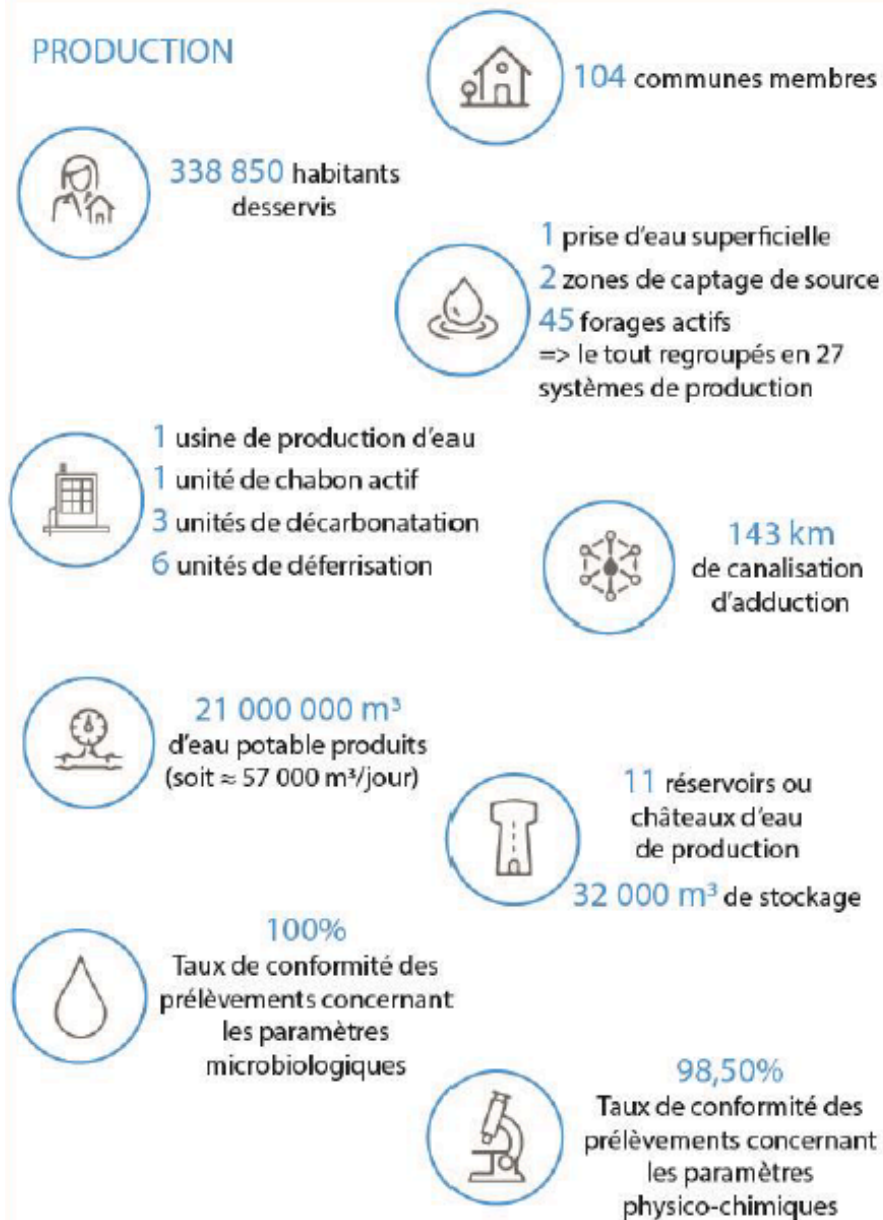 PRODUCTION
104 communes membres
338 850 habitants
desservis
1 prise d'eau superficielle
2 zones de captage de source
45 forages actifs
=> le tout regroupés en 27
systèmes de production
1 usine de production d'eau
1 unité de chabon actif
3 unités de décarbonatation
6 unités de déferrisation
143 km
de canalisation
d'adduction
21 000 000 m³
d'eau potable produits
(soit ≈ 57 000 m³/jour)
11 réservoirs ou
châteaux d'eau
de production
32 000 m³ de stockage
100%
Taux de conformité des
prélèvements concernant
les paramètres
microbiologiques
98,50%
Taux de conformité des
prélèvements concernant
les paramètres
physico-chimiques